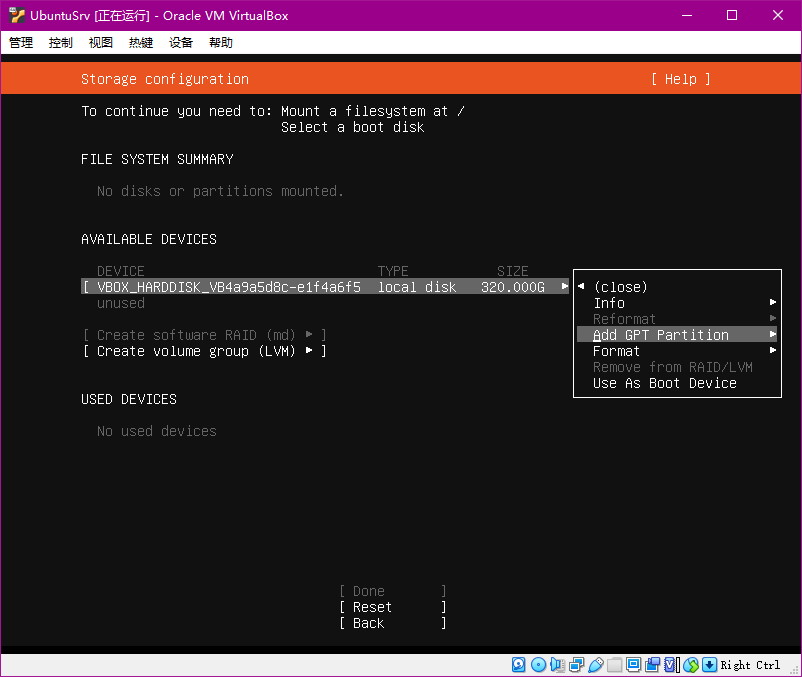 UbuntuSrv [正在运行] - Oracle VM VirtualBox
管理 控制 视图 热键 设备 帮助
Storage configuration [ Help ]
To continue you need to: Mount a filesystem at /
Select a boot disk
FILE SYSTEM SUMMARY
No disks or partitions mounted.
AVAILABLE DEVICES
DEVICE TYPE SIZE
[ VBOX_HARDDISK_VB4a9a5d8c-e1f4a6f5 local disk 320.000G ▸
unused
[ Create software RAID (md) ▸ ]
[ Create volume group (LVM) ▸ ]
◂ (close)
Info ▸
Reformat ▸
Add GPT Partition ▸
Format ▸
Remove from RAID/LVM
Use As Boot Device
USED DEVICES
No used devices
[ Done ]
[ Reset ]
[ Back ]
Right Ctrl